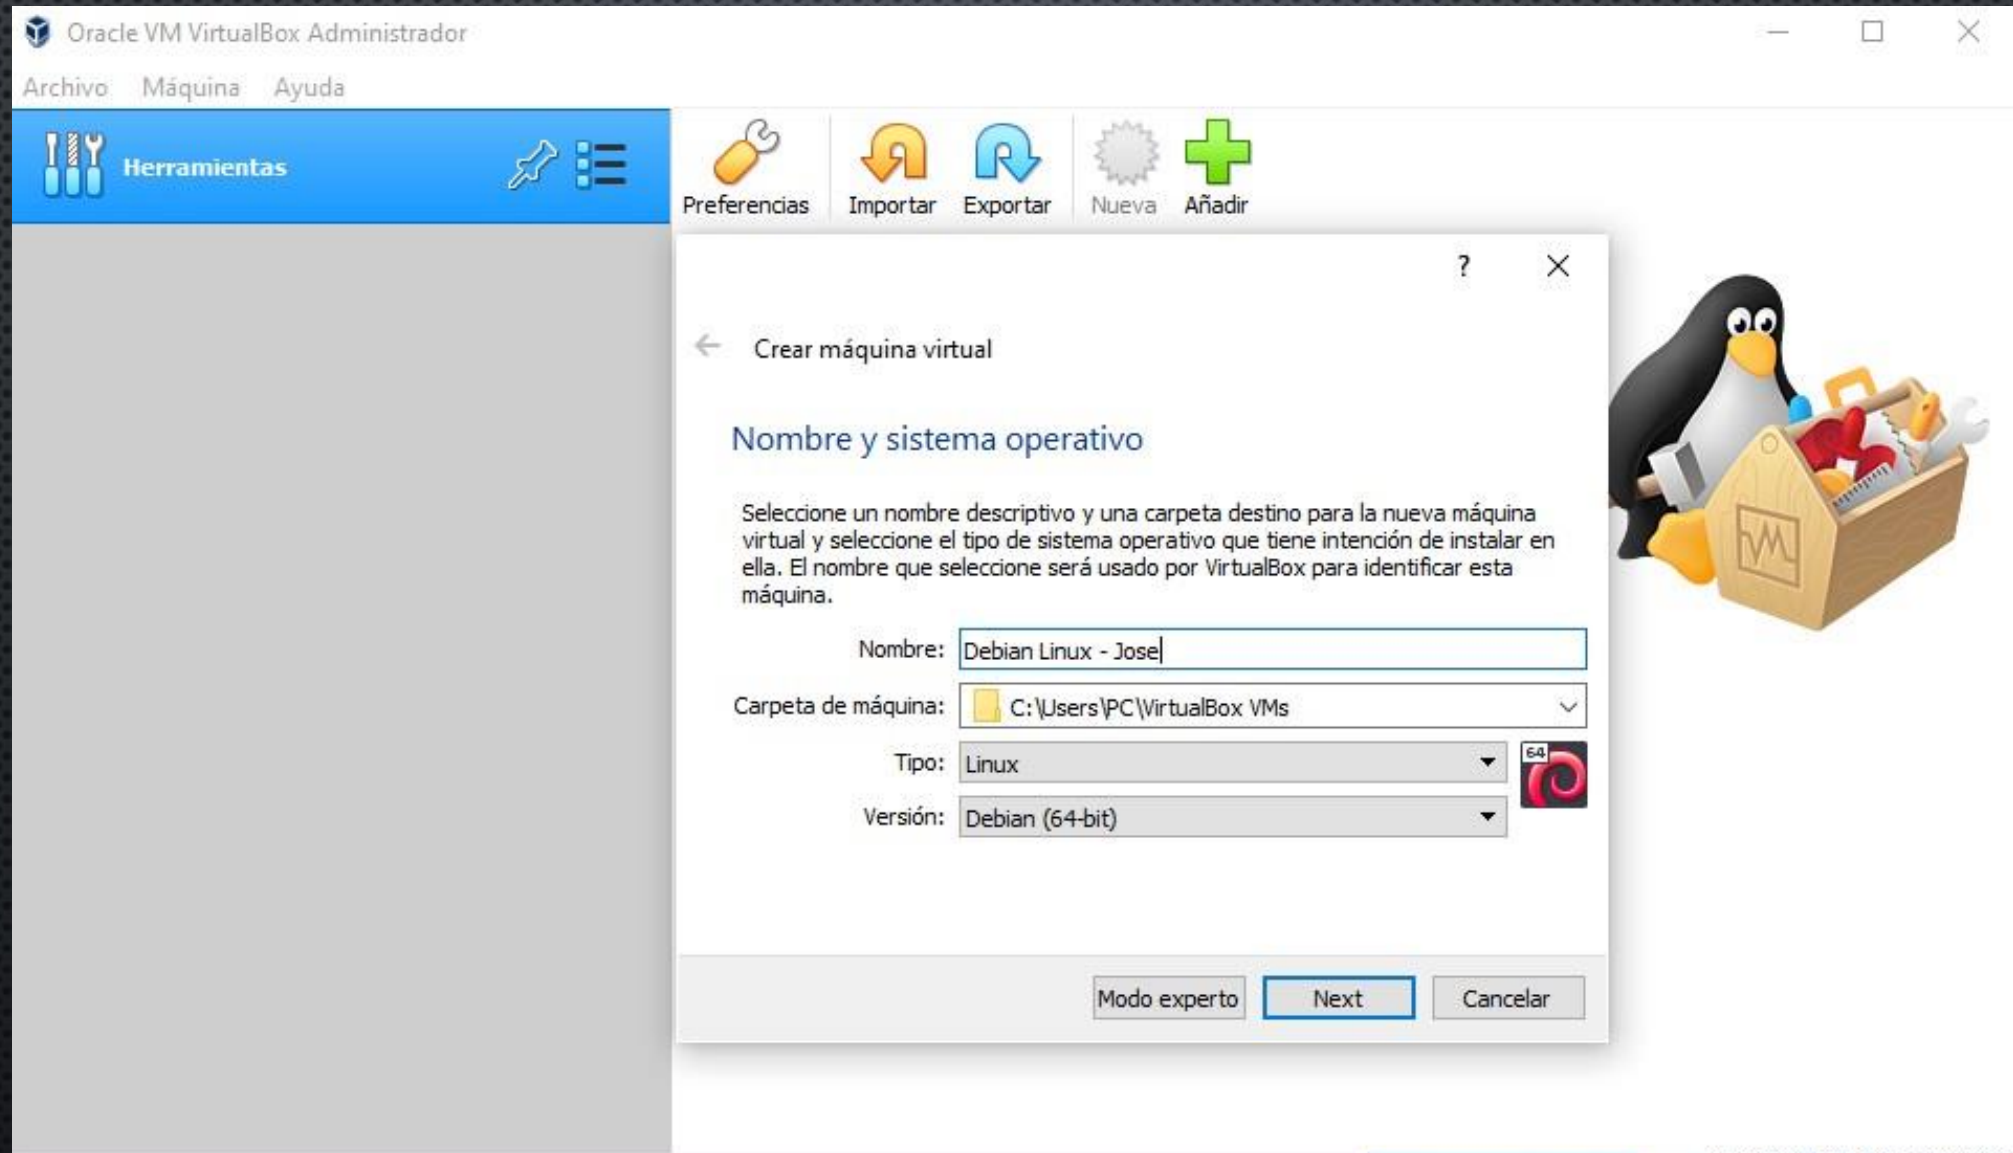 Oracle VM VirtualBox Administrador
Archivo Máquina Ayuda
Herramientas
Preferencias Importar Exportar Nueva Añadir
?
Crear máquina virtual
Nombre y sistema operativo
Seleccione un nombre descriptivo y una carpeta destino para la nueva máquina
virtual y seleccione el tipo de sistema operativo que tiene intención de instalar en
ella. El nombre que seleccione será usado por VirtualBox para identificar esta
máquina.
Nombre: Debian Linux - Jose
Carpeta de máquina: C:\Users\PC\VirtualBox VMs
Tipo: Linux
64
Versión: Debian (64-bit)
Modo experto Next Cancelar